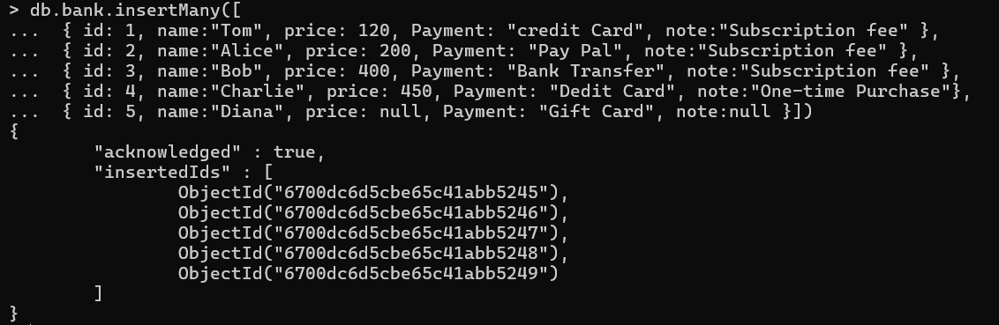 > db.bank.insertMany([
...  { id: 1, name:"Tom", price: 120, Payment: "credit Card", note:"Subscription fee" },
...  { id: 2, name:"Alice", price: 200, Payment: "Pay Pal", note:"Subscription fee" },
...  { id: 3, name:"Bob", price: 400, Payment: "Bank Transfer", note:"Subscription fee" },
...  { id: 4, name:"Charlie", price: 450, Payment: "Dedit Card", note:"One-time Purchase"},
...  { id: 5, name:"Diana", price: null, Payment: "Gift Card", note:null }])
{
        "acknowledged" : true,
        "insertedIds" : [
                ObjectId("6700dc6d5cbe65c41abb5245"),
                ObjectId("6700dc6d5cbe65c41abb5246"),
                ObjectId("6700dc6d5cbe65c41abb5247"),
                ObjectId("6700dc6d5cbe65c41abb5248"),
                ObjectId("6700dc6d5cbe65c41abb5249")
        ]
}